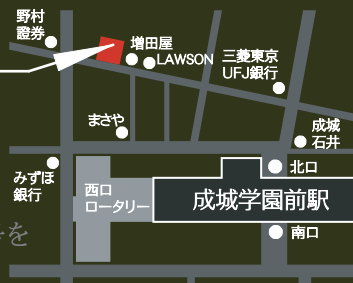 野村
證券
増田屋
LAWSON
三菱東京
UFJ銀行
まさや
成城
石井
みずほ
銀行
西口
ロータリー
北口
成城学園前駅
南口
を